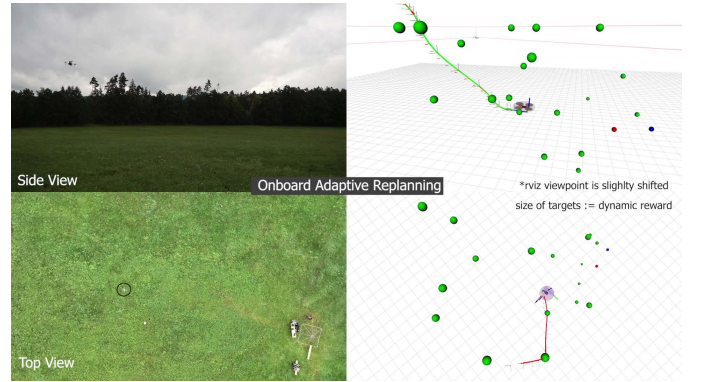 Side View
Onboard Adaptive Replanning
*rviz viewpoint is slighlty shifted
size of targets := dynamic reward
Top View